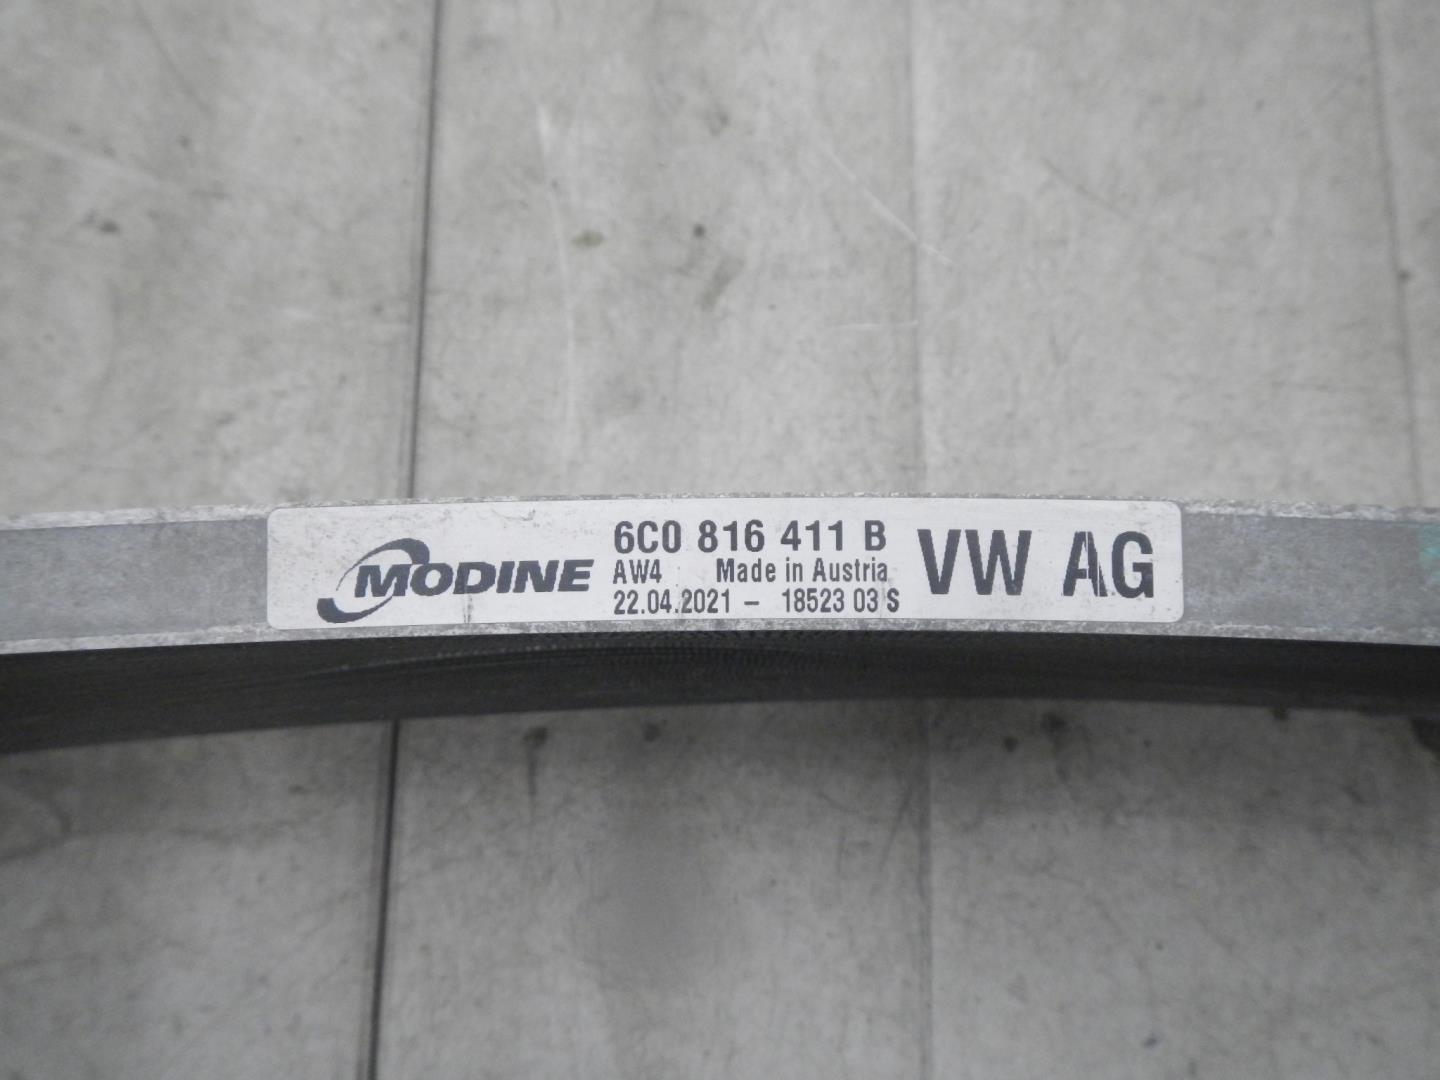 MODINE
6C0 816 411 B
AW4 Made in Austria
22.04.2021 - 18523 03 S
VW AG